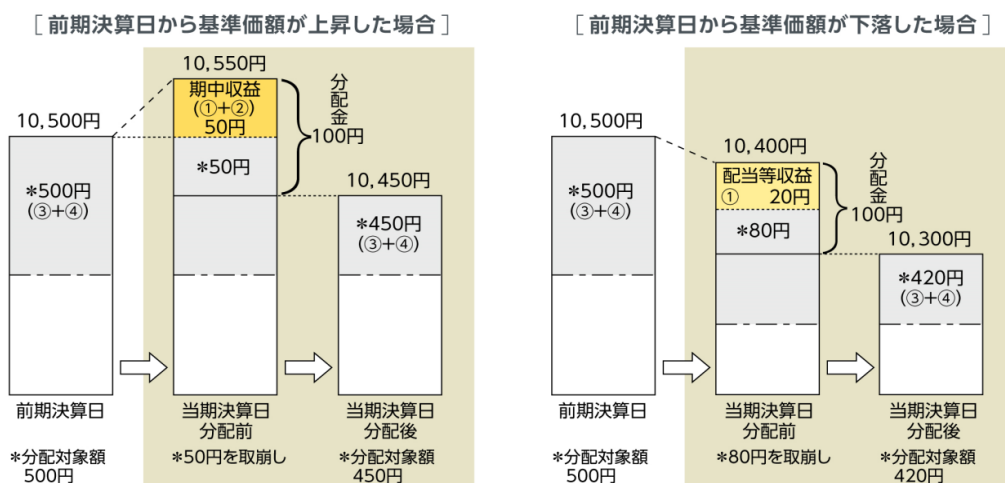 [前期決算日から基準価額が上昇した場合]
10,550円
期中収益
(①+②)
50円
分配金
100円
10,500円
*500円
(③+④)
*50円
10,450円
*450円
(③+④)
前期決算日
当期決算日
分配前
当期決算日
分配後
*分配対象額
500円
*50円を取崩し
*分配対象額
450円
[前期決算日から基準価額が下落した場合]
10,500円
*500円
(③+④)
10,400円
配当等収益
① 20円
*80円
分配金
100円
10,300円
*420円
(③+④)
前期決算日
当期決算日
分配前
当期決算日
分配後
*分配対象額
500円
*80円を取崩し
*分配対象額
420円